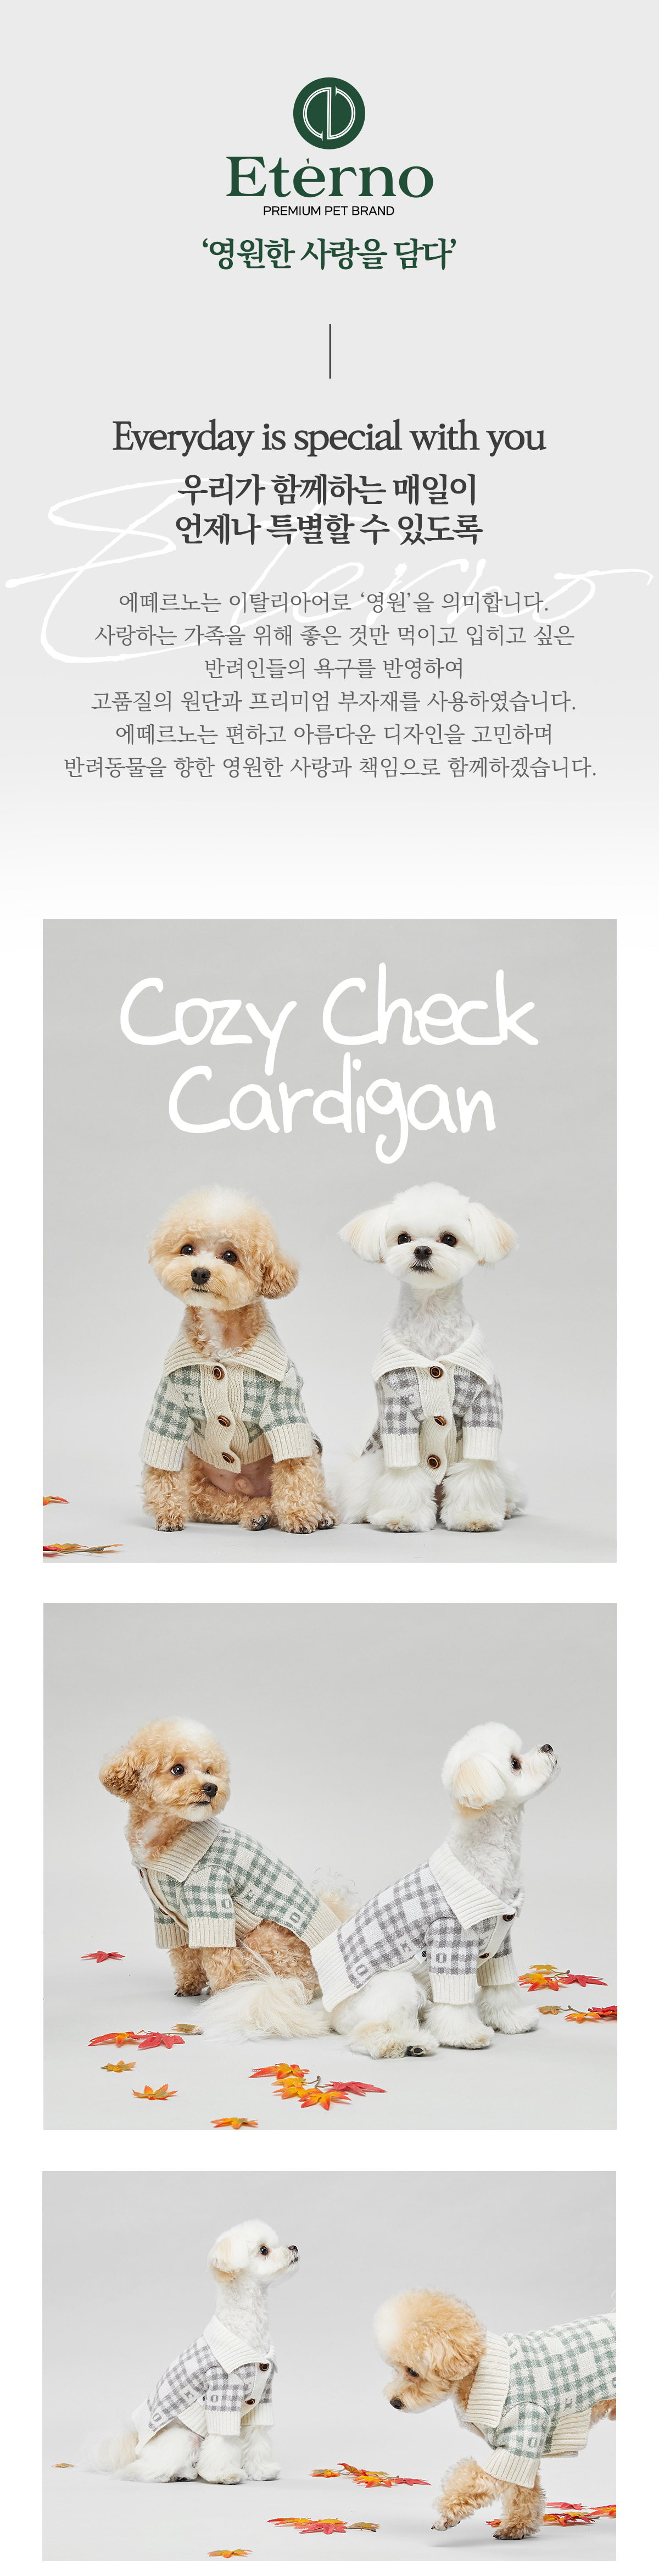 Etèrno
PREMIUM PET BRAND
‘영원한 사랑을 담다’
Everyday is special with you
우리가 함께하는 매일이
언제나 특별할 수 있도록
Eterno
에떼르노는 이탈리아어로 ‘영원’을 의미합니다.
사랑하는 가족을 위해 좋은 것만 먹이고 입히고 싶은
반려인들의 욕구를 반영하여
고품질의 원단과 프리미엄 부자재를 사용하였습니다.
에떼르노는 편하고 아름다운 디자인을 고민하며
반려동물을 향한 영원한 사랑과 책임으로 함께하겠습니다.
Cozy Check
Cardigan